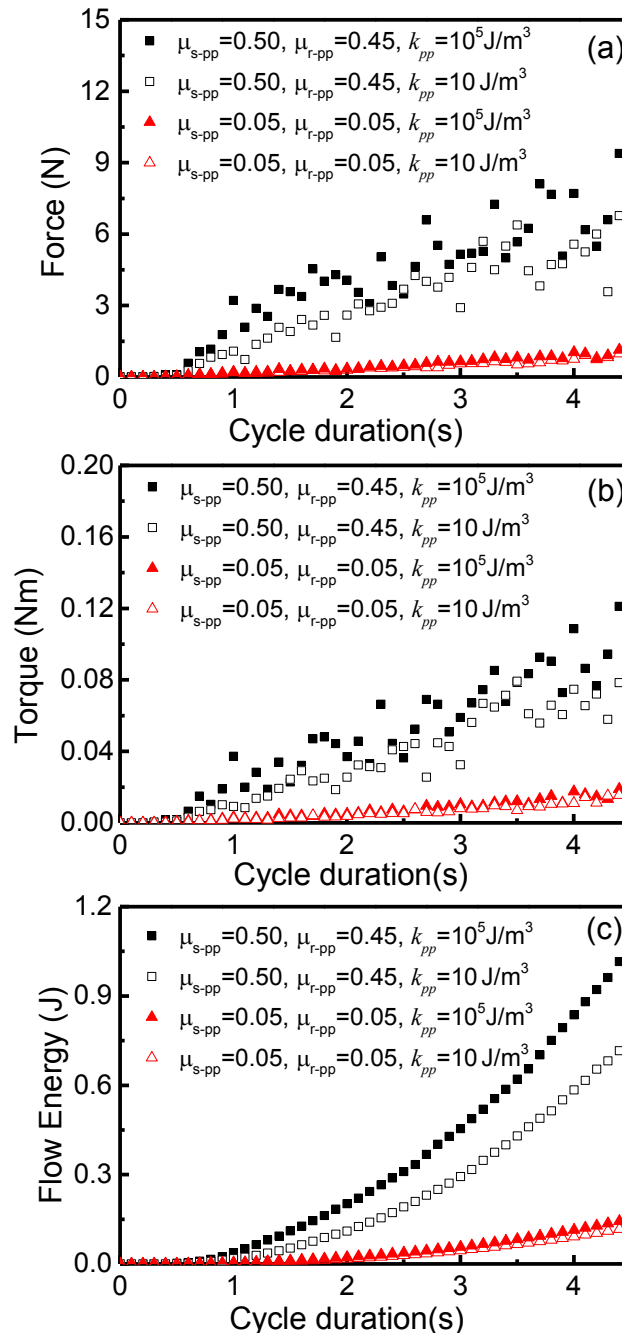 (a)
μs-pp=0.50, μr-pp=0.45, kpp=10⁵J/m³
μs-pp=0.50, μr-pp=0.45, kpp=10 J/m³
μs-pp=0.05, μr-pp=0.05, kpp=10⁵J/m³
μs-pp=0.05, μr-pp=0.05, kpp=10 J/m³
Force (N)
15
12
9
6
3
0
0 1 2 3 4
Cycle duration(s)
(b)
μs-pp=0.50, μr-pp=0.45, kpp=10⁵J/m³
μs-pp=0.50, μr-pp=0.45, kpp=10 J/m³
μs-pp=0.05, μr-pp=0.05, kpp=10⁵J/m³
μs-pp=0.05, μr-pp=0.05, kpp=10 J/m³
Torque (Nm)
0.20
0.16
0.12
0.08
0.04
0.00
0 1 2 3 4
Cycle duration(s)
(c)
μs-pp=0.50, μr-pp=0.45, kpp=10⁵J/m³
μs-pp=0.50, μr-pp=0.45, kpp=10 J/m³
μs-pp=0.05, μr-pp=0.05, kpp=10⁵J/m³
μs-pp=0.05, μr-pp=0.05, kpp=10 J/m³
Flow Energy (J)
1.2
0.9
0.6
0.3
0.0
0 1 2 3 4
Cycle duration(s)